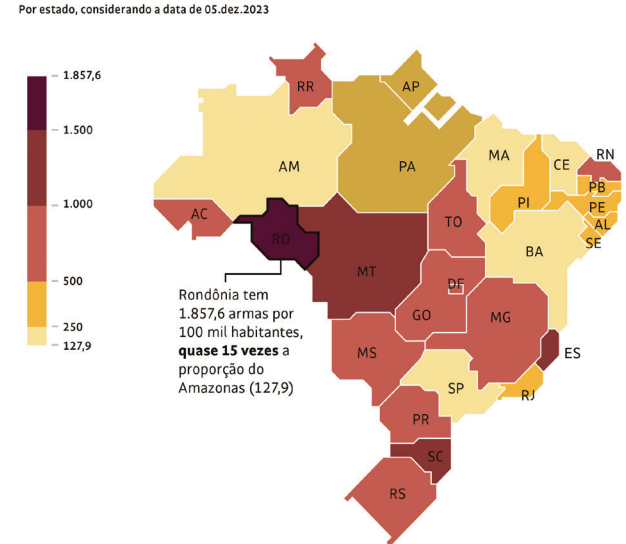 Por estado, considerando a data de 05.dez.2023
1.857,6
1.500
1.000
500
250
127,9
RR
AP
AM
PA
MA
CE
RN
PB
PE
AL
SE
PI
AC
RO
TO
BA
MT
DF
GO
MG
ES
MS
SP
RJ
PR
SC
RS
Rondônia tem
1.857,6 armas por
100 mil habitantes,
quase 15 vezes a
proporção do
Amazonas (127,9)